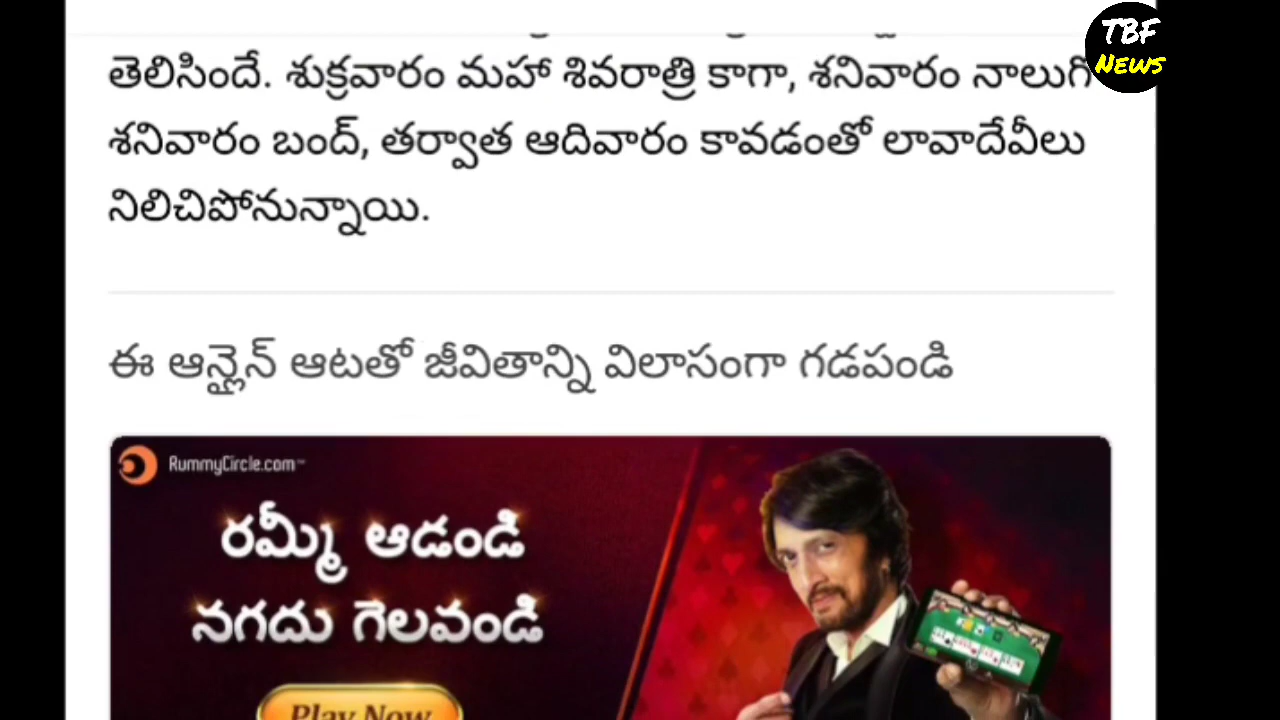 TBF
NEWS
తెలిసిందే. శుక్రవారం మహా శివరాత్రి కాగా, శనివారం నాలుగో
శనివారం బంద్, తర్వాత ఆదివారం కావడంతో లావాదేవీలు
నిలిచిపోనున్నాయి.
ఈ ఆన్లైన్ ఆటతో జీవితాన్ని విలాసంగా గడపండి
RummyCircle.com
రమ్మీ ఆడండి
నగదు గెలవండి
Play Now